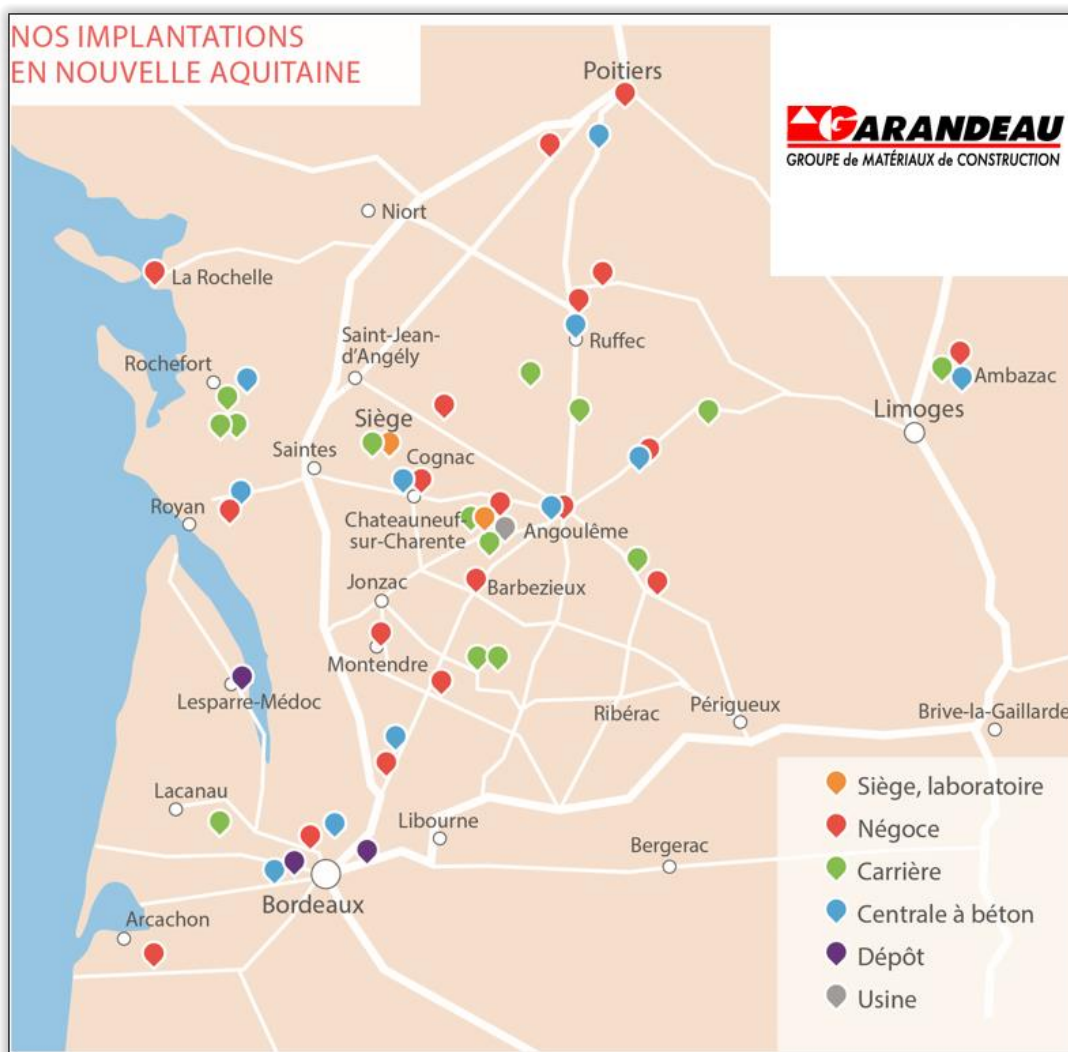 NOS IMPLANTATIONS
EN NOUVELLE AQUITAINE
GARANDEAU
GROUPE de MATÉRIAUX de CONSTRUCTION
Poitiers
Niort
La Rochelle
Saint-Jean-
d'Angély
Ruffec
Rochefort
Ambazac
Limoges
Siège
Saintes
Cognac
Royan
Chateauneuf-
sur-Charente
Angoulême
Jonzac
Barbezieux
Montendre
Lesparre-Médoc
Ribérac
Périgueux
Brive-la-Gaillarde
Lacanau
Libourne
Bergerac
Bordeaux
Arcachon
Siège, laboratoire
Négoce
Carrière
Centrale à béton
Dépôt
Usine